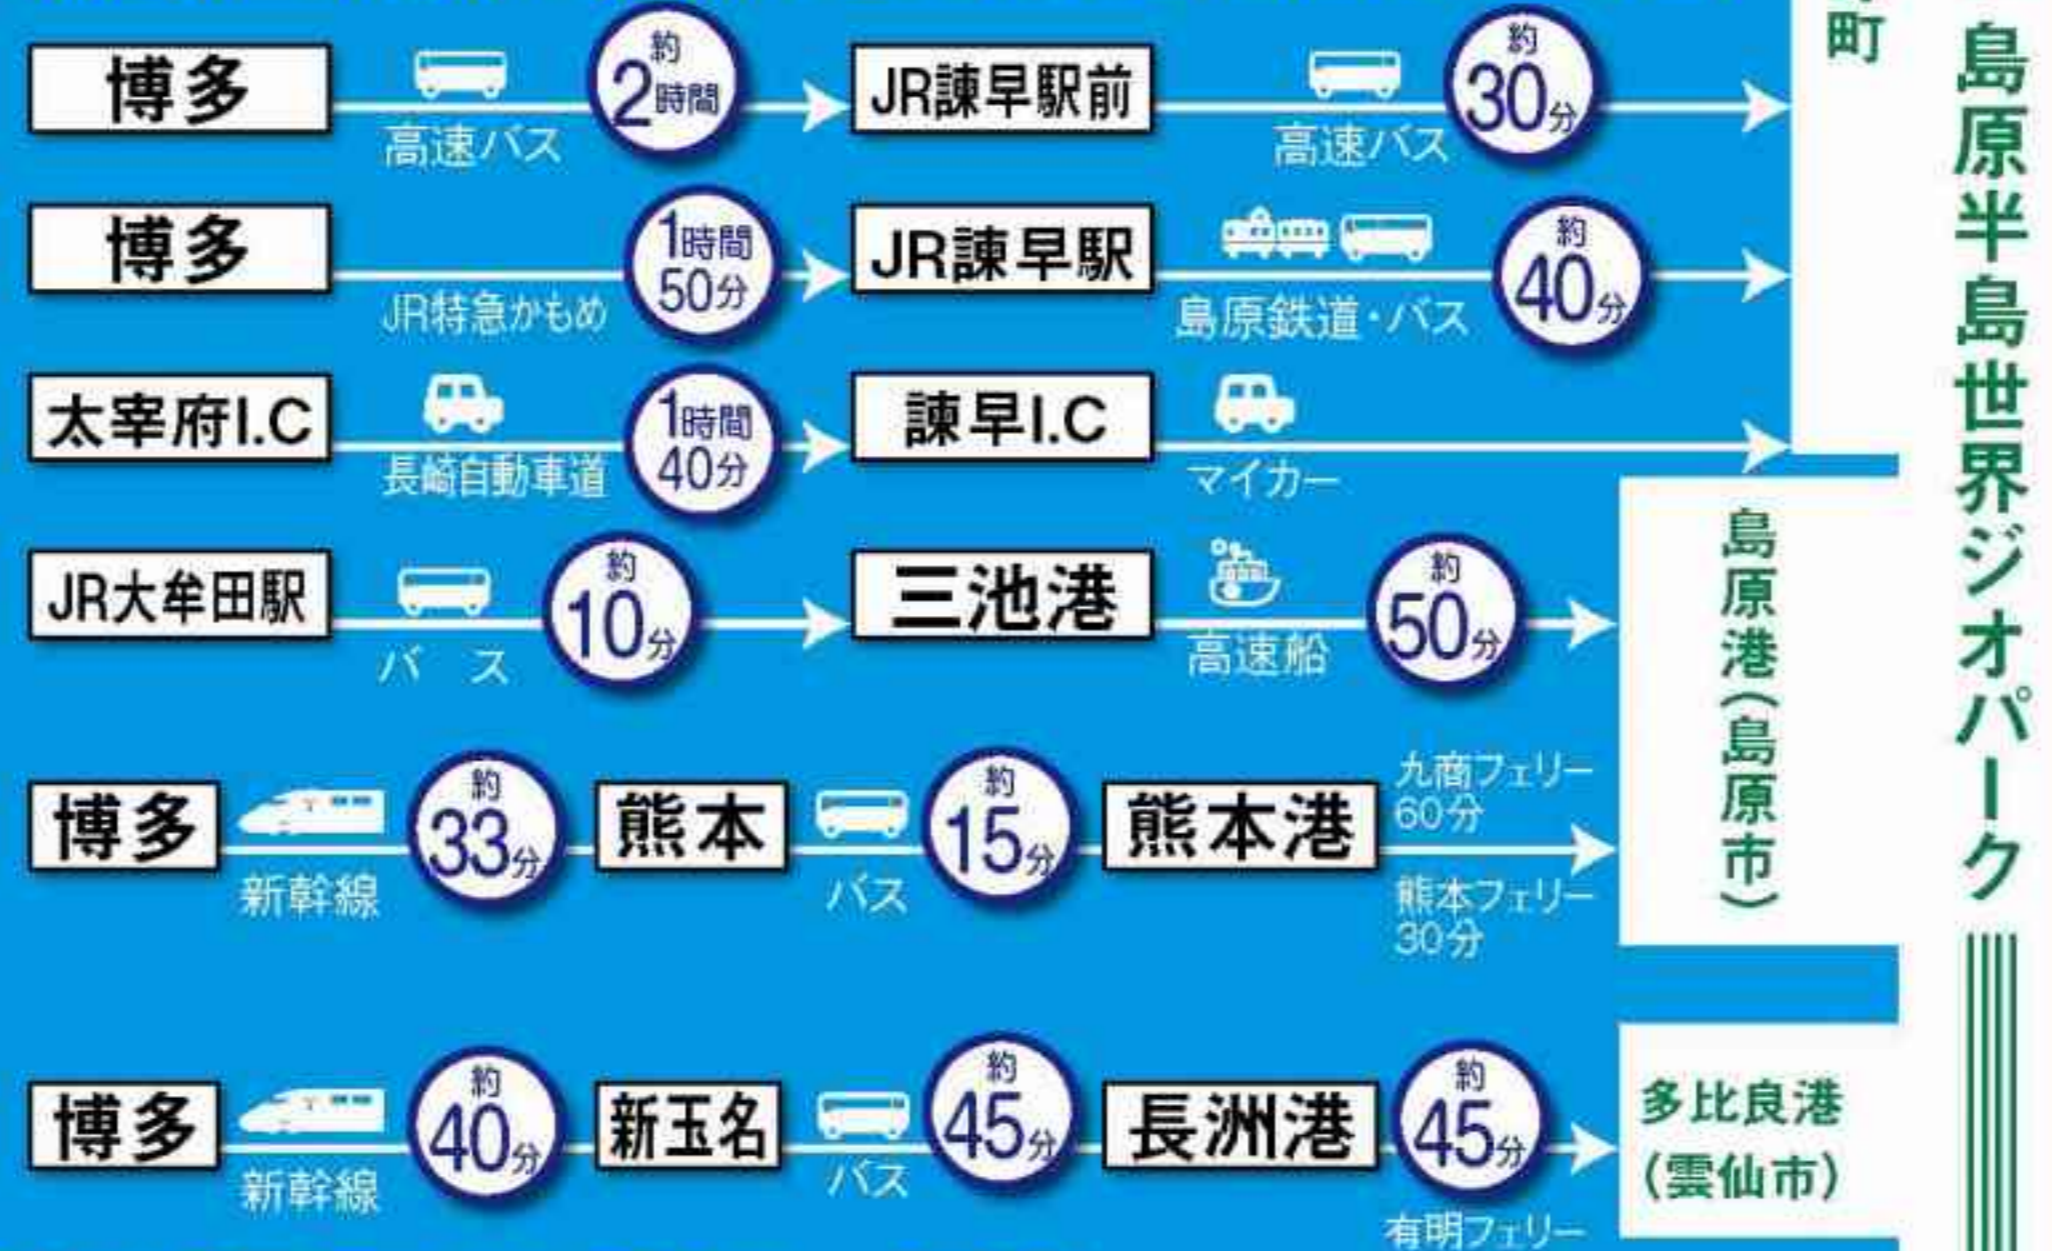 博多
高速バス
約
2時間
JR諫早駅前
高速バス
約
30分
博多
JR特急かもめ
1時間
50分
JR諫早駅
島原鉄道・バス
約
40分
太宰府I.C
長崎自動車道
1時間
40分
諫早I.C
マイカー
町
JR大牟田駅
バス
約
10分
三池港
高速船
約
50分
博多
新幹線
約
33分
熊本
バス
約
15分
熊本港
九商フェリー
60分
熊本フェリー
30分
島原港(島原市)
博多
新幹線
約
40分
新玉名
バス
約
45分
長洲港
約
45分
有明フェリー
多比良港
(雲仙市)
島原半島世界ジオパーク